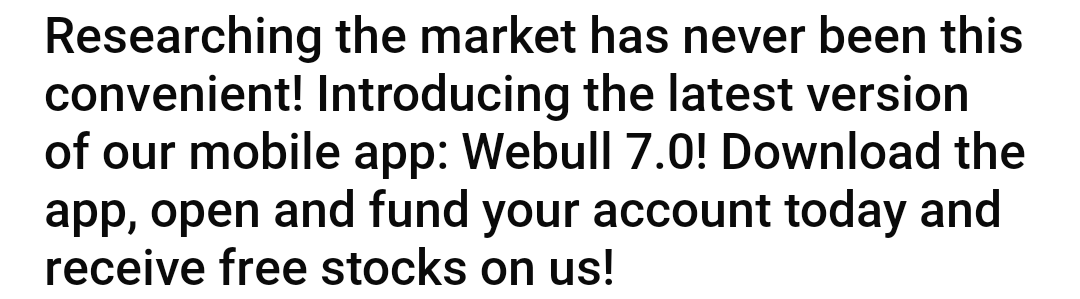 Researching the market has never been this
convenient! Introducing the latest version
of our mobile app: Webull 7.0! Download the
app, open and fund your account today and
receive free stocks on us!